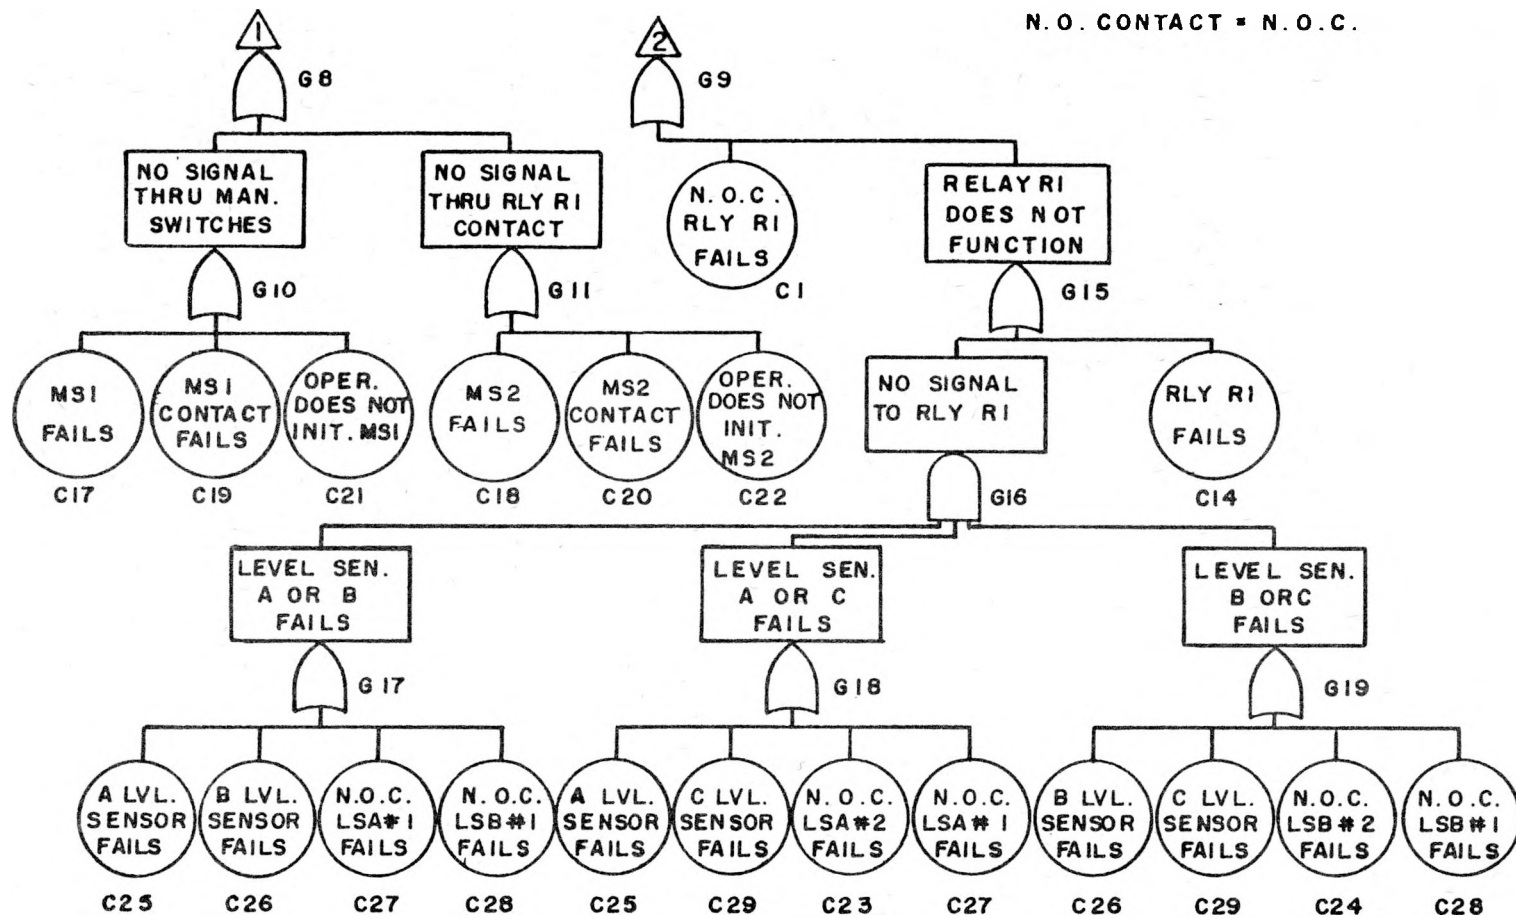 N.O. CONTACT = N.O.C.
1
2
G8
G9
NO SIGNAL
THRU MAN.
SWITCHES
NO SIGNAL
THRU RLY R1
CONTACT
N.O.C.
RLY R1
FAILS
C1
RELAY R1
DOES NOT
FUNCTION
G10
G11
G15
MS1
FAILS
C17
MS1
CONTACT
FAILS
C19
OPER.
DOES NOT
INIT. MS1
C21
MS2
FAILS
C18
MS2
CONTACT
FAILS
C20
OPER.
DOES NOT
INIT.
MS2
C22
NO SIGNAL
TO RLY R1
RLY R1
FAILS
C14
G16
LEVEL SEN.
A OR B
FAILS
LEVEL SEN.
A OR C
FAILS
LEVEL SEN.
B OR C
FAILS
G17
G18
G19
A LVL.
SENSOR
FAILS
C25
B LVL.
SENSOR
FAILS
C26
N.O.C.
LSA#1
FAILS
C27
N.O.C.
LSB#1
FAILS
C28
A LVL.
SENSOR
FAILS
C25
C LVL.
SENSOR
FAILS
C29
N.O.C.
LSA#2
FAILS
C23
N.O.C.
LSA#1
FAILS
C27
B LVL.
SENSOR
FAILS
C26
C LVL.
SENSOR
FAILS
C29
N.O.C.
LSB#2
FAILS
C24
N.O.C.
LSB#1
FAILS
C28